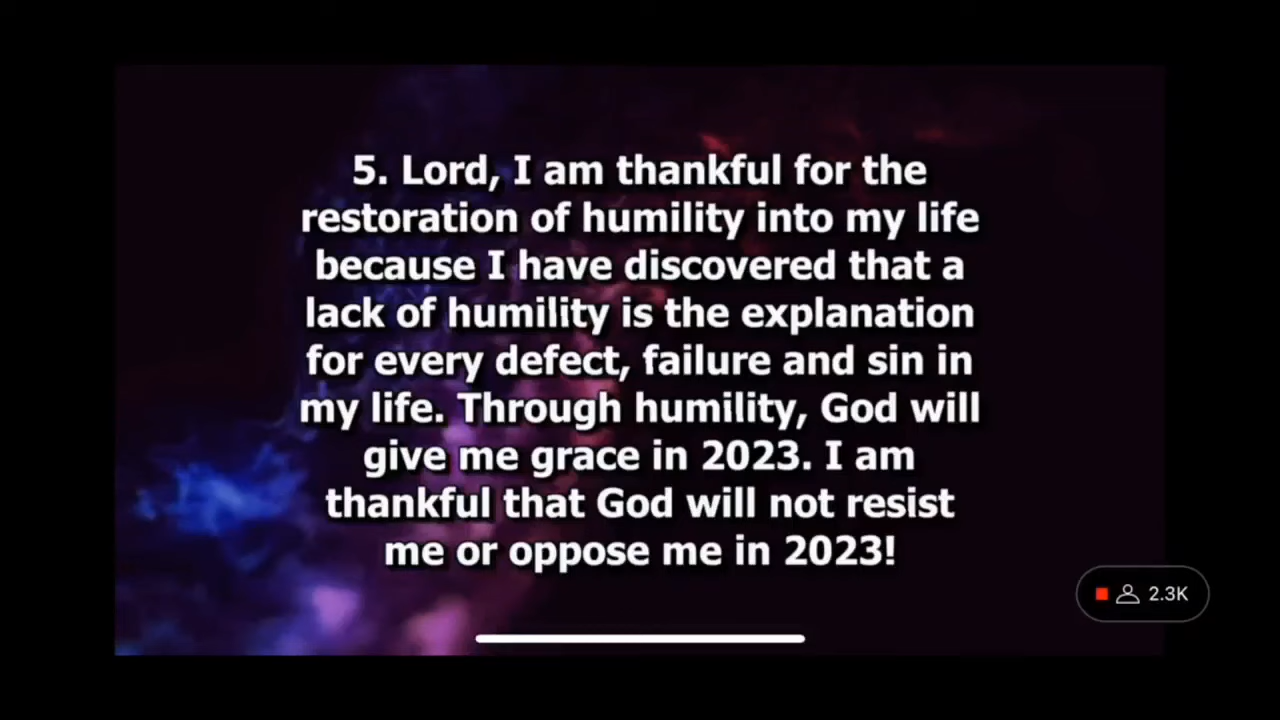 5. Lord, I am thankful for the
restoration of humility into my life
because I have discovered that a
lack of humility is the explanation
for every defect, failure and sin in
my life. Through humility, God will
give me grace in 2023. I am
thankful that God will not resist
me or oppose me in 2023!
2.3K